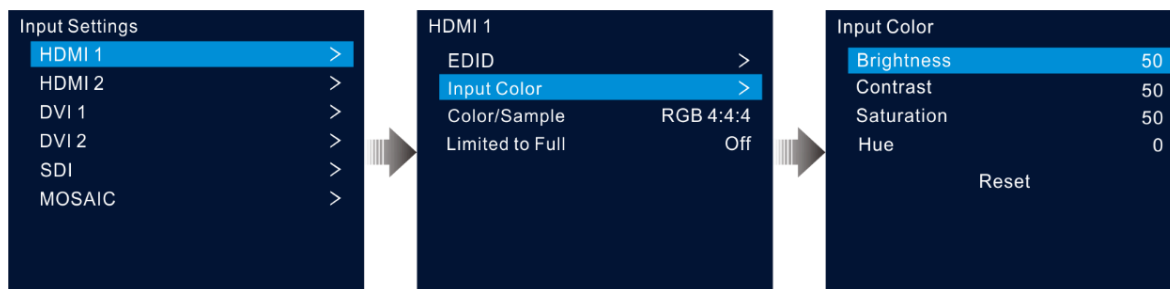 Input Settings
HDMI 1 >
HDMI 2 >
DVI 1 >
DVI 2 >
SDI >
MOSAIC >
HDMI 1
EDID >
Input Color >
Color/Sample RGB 4:4:4
Limited to Full Off
Input Color
Brightness 50
Contrast 50
Saturation 50
Hue 0
Reset